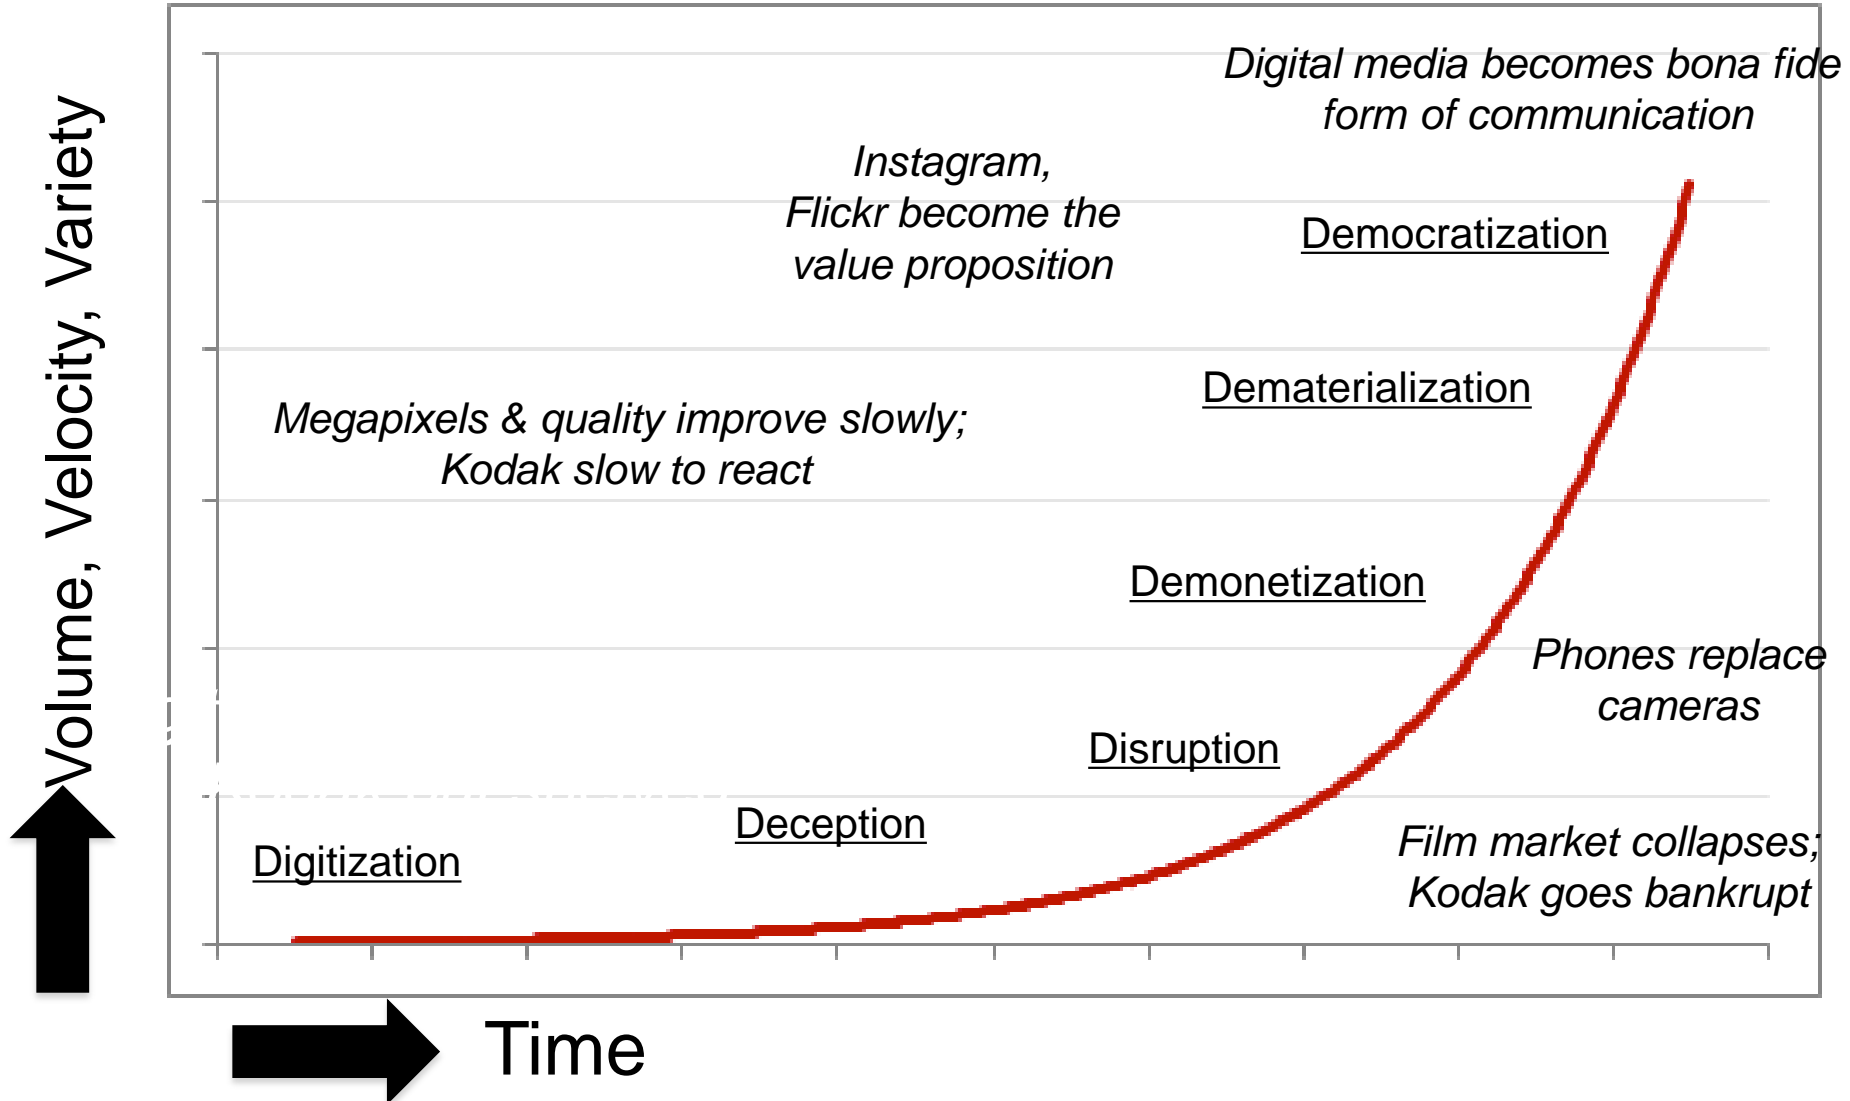 Digital media becomes bona fide
form of communication
Instagram,
Flickr become the
value proposition
Democratization
Dematerialization
Megapixels & quality improve slowly;
Kodak slow to react
Demonetization
Phones replace
cameras
Disruption
Deception
Digitization
Film market collapses;
Kodak goes bankrupt
Volume, Velocity, Variety
Time